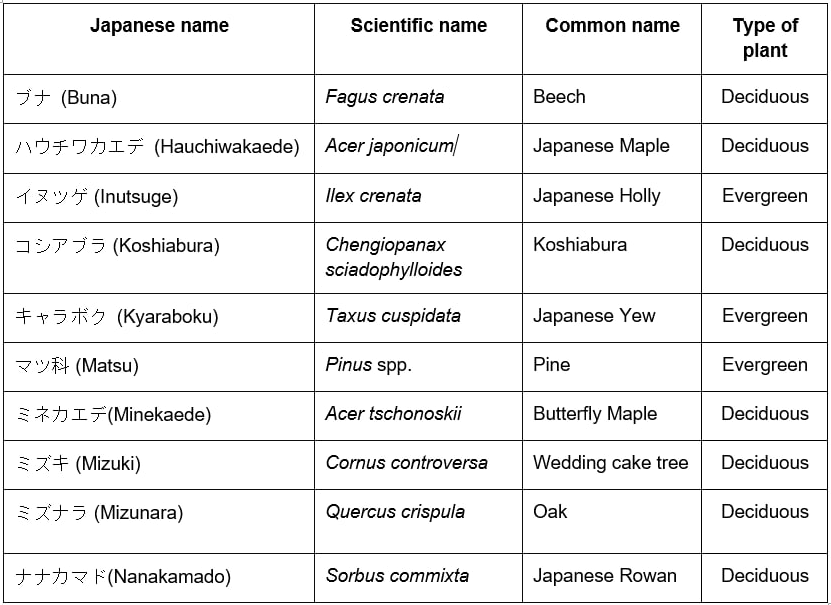 Japanese name Scientific name Common name Type of
plant
ブナ (Buna) Fagus crenata Beech Deciduous
ハウチワカエデ (Hauchiwakaede) Acer japonicum Japanese Maple Deciduous
イヌツゲ (Inutsuge) Ilex crenata Japanese Holly Evergreen
コシアブラ (Koshiabura) Chengiopanax Koshiabura Deciduous
sciadophylloides
キャラボク (Kyaraboku) Taxus cuspidata Japanese Yew Evergreen
マツ科 (Matsu) Pinus spp. Pine Evergreen
ミネカエデ(Minekaede) Acer tschonoskii Butterfly Maple Deciduous
ミズキ (Mizuki) Cornus controversa Wedding cake tree Deciduous
ミズナラ (Mizunara) Quercus crispula Oak Deciduous
ナナカマド(Nanakamado) Sorbus commixta Japanese Rowan Deciduous